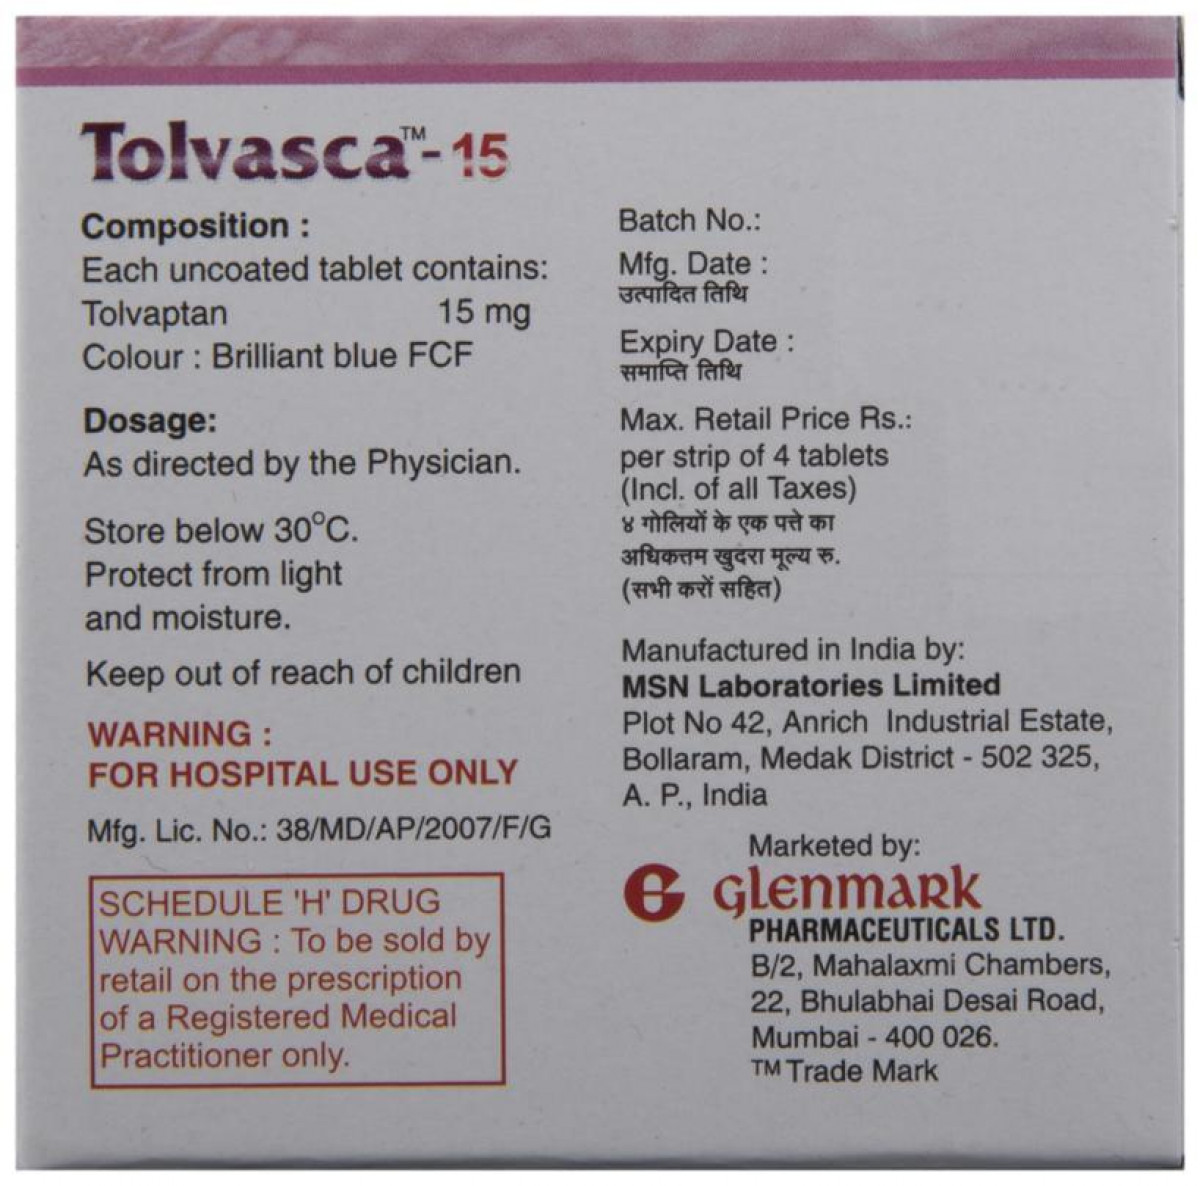 Tolvasca™-15
Composition :
Each uncoated tablet contains:
Tolvaptan 15 mg
Colour : Brilliant blue FCF
Dosage:
As directed by the Physician.
Store below 30°C.
Protect from light
and moisture.
Keep out of reach of children
WARNING :
FOR HOSPITAL USE ONLY
Mfg. Lic. No.: 38/MD/AP/2007/F/G
SCHEDULE 'H' DRUG
WARNING : To be sold by
retail on the prescription
of a Registered Medical
Practitioner only.
Batch No.:
Mfg. Date :
उत्पादित तिथि
Expiry Date :
समाप्ति तिथि
Max. Retail Price Rs.:
per strip of 4 tablets
(Incl. of all Taxes)
४ गोलियों के एक पत्ते का
अधिकत्तम खुदरा मूल्य रु.
(सभी करों सहित)
Manufactured in India by:
MSN Laboratories Limited
Plot No 42, Anrich Industrial Estate,
Bollaram, Medak District - 502 325,
A. P., India
Marketed by:
G glenmark
PHARMACEUTICALS LTD.
B/2, Mahalaxmi Chambers,
22, Bhulabhai Desai Road,
Mumbai - 400 026.
™ Trade Mark